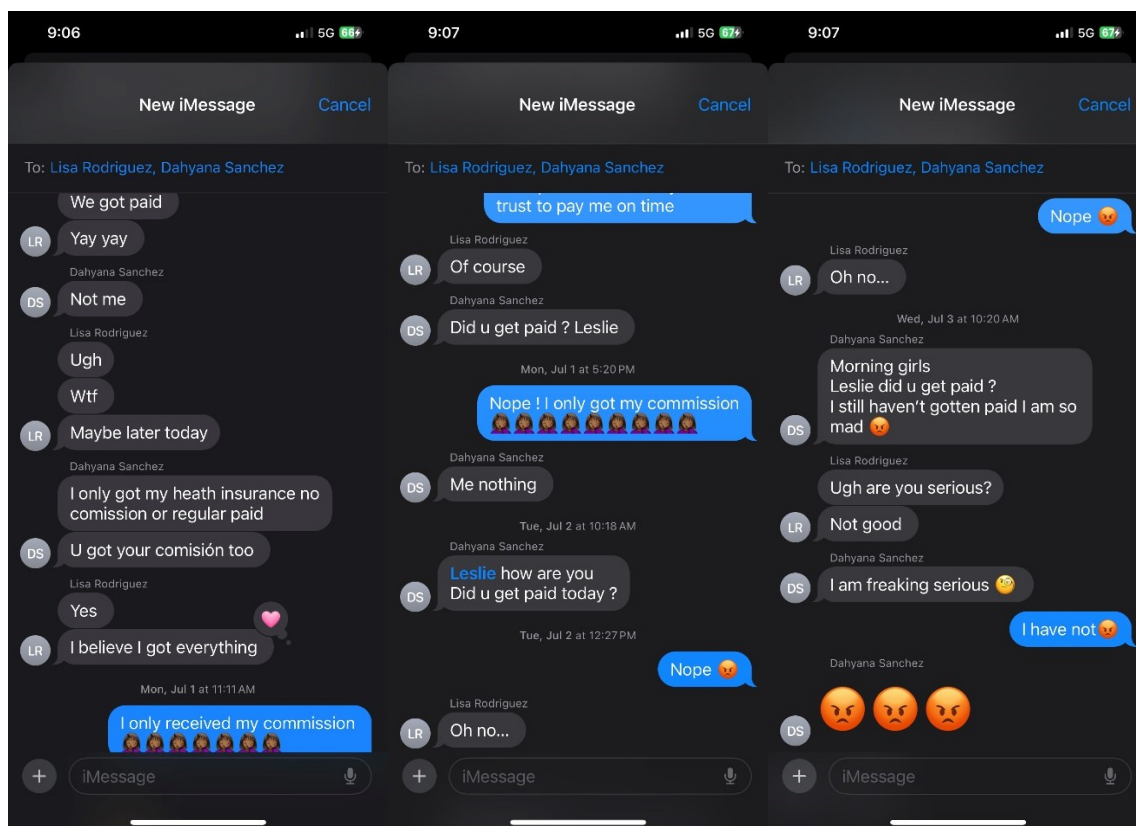 9:06
5G 66
New iMessage
Cancel
To: Lisa Rodriguez, Dahyana Sanchez
We got paid
LR
Yay yay
Dahyana Sanchez
DS
Not me
Lisa Rodriguez
Ugh
Wtf
LR
Maybe later today
Dahyana Sanchez
I only got my heath insurance no
comission or regular paid
DS
U got your comisión too
Lisa Rodriguez
Yes
LR
I believe I got everything
Mon, Jul 1 at 11:11 AM
I only received my commission
iMessage
9:07
5G 67
New iMessage
Cancel
To: Lisa Rodriguez, Dahyana Sanchez
trust to pay me on time
Lisa Rodriguez
LR
Of course
Dahyana Sanchez
DS
Did u get paid ? Leslie
Mon, Jul 1 at 5:20 PM
Nope ! I only got my commission
🤦🏾‍♀️🤦🏾‍♀️🤦🏾‍♀️🤦🏾‍♀️🤦🏾‍♀️🤦🏾‍♀️🤦🏾‍♀️🤦🏾‍♀️
Dahyana Sanchez
DS
Me nothing
Tue, Jul 2 at 10:18 AM
Dahyana Sanchez
Leslie how are you
DS
Did u get paid today ?
Tue, Jul 2 at 12:27 PM
Nope 😡
Lisa Rodriguez
LR
Oh no...
iMessage
9:07
5G 67
New iMessage
Cancel
To: Lisa Rodriguez, Dahyana Sanchez
Nope 😡
Lisa Rodriguez
LR
Oh no...
Wed, Jul 3 at 10:20 AM
Dahyana Sanchez
Morning girls
Leslie did u get paid ?
I still haven't gotten paid I am so
DS
mad 😡
Lisa Rodriguez
Ugh are you serious?
LR
Not good
Dahyana Sanchez
DS
I am freaking serious 🧐
I have not😡
Dahyana Sanchez
DS
😡😡😡
iMessage